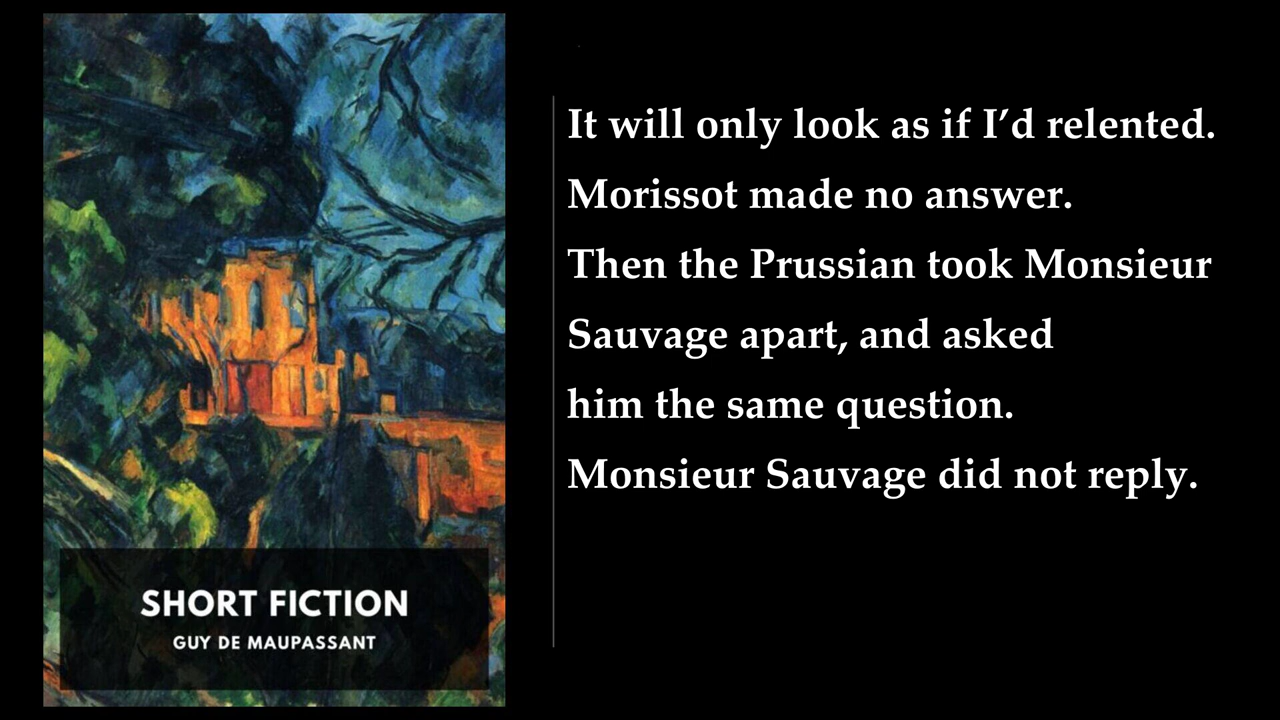 It will only look as if I’d relented.
Morissot made no answer.
Then the Prussian took Monsieur
Sauvage apart, and asked
him the same question.
Monsieur Sauvage did not reply.
SHORT FICTION
GUY DE MAUPASSANT